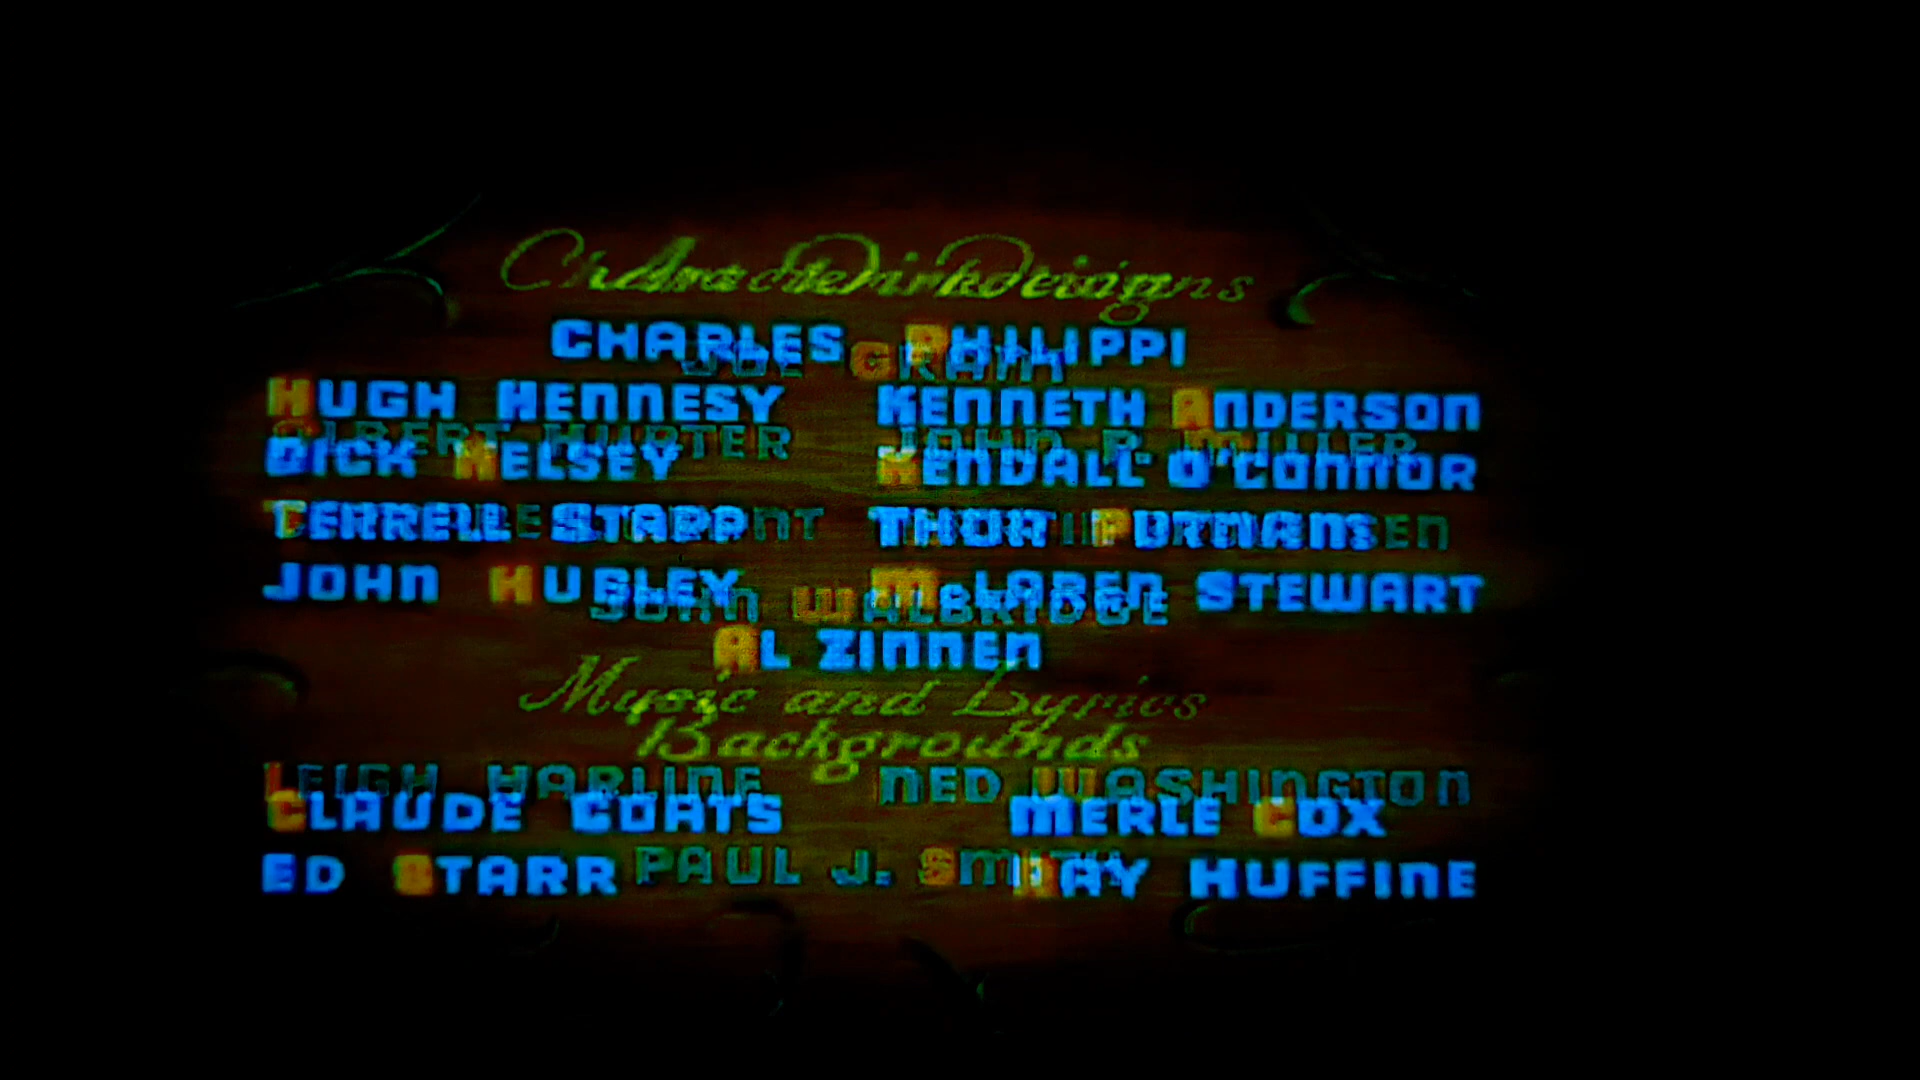 Character Designs
Art Directors
CHARLES PHILIPPI
JOE GRANT
HUGH HENNESY KENNETH ANDERSON
ALBERT HURTER JOHN P. MILLER
DICK KELSEY KENDALL O'CONNOR
TERRELL STAPP THOR PUTNAM
JOHN HUBLEY McLAREN STEWART
JOHN WALBRIDGE
AL ZINNEN
Music and Lyrics
Backgrounds
LEIGH HARLINE NED WASHINGTON
CLAUDE COATS MERLE COX
PAUL J. SMITH
ED STARR RAY HUFFINE